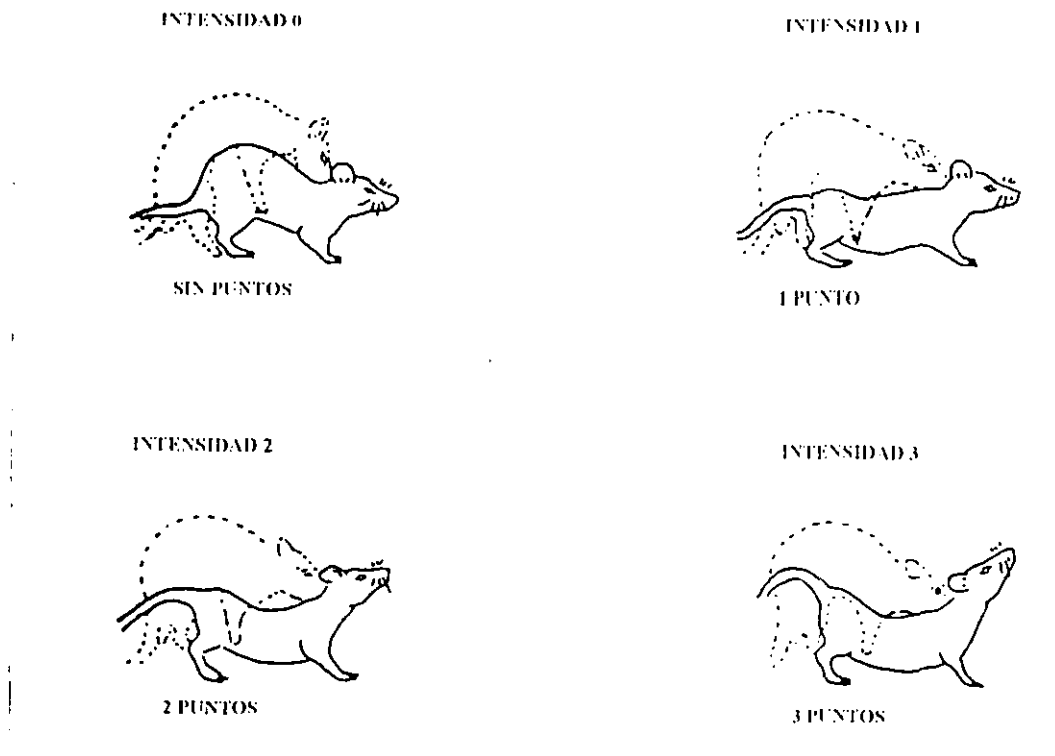 INTENSIDAD 0
INTENSIDAD 1
SIN PUNTOS
1 PUNTO
INTENSIDAD 2
INTENSIDAD 3
2 PUNTOS
3 PUNTOS